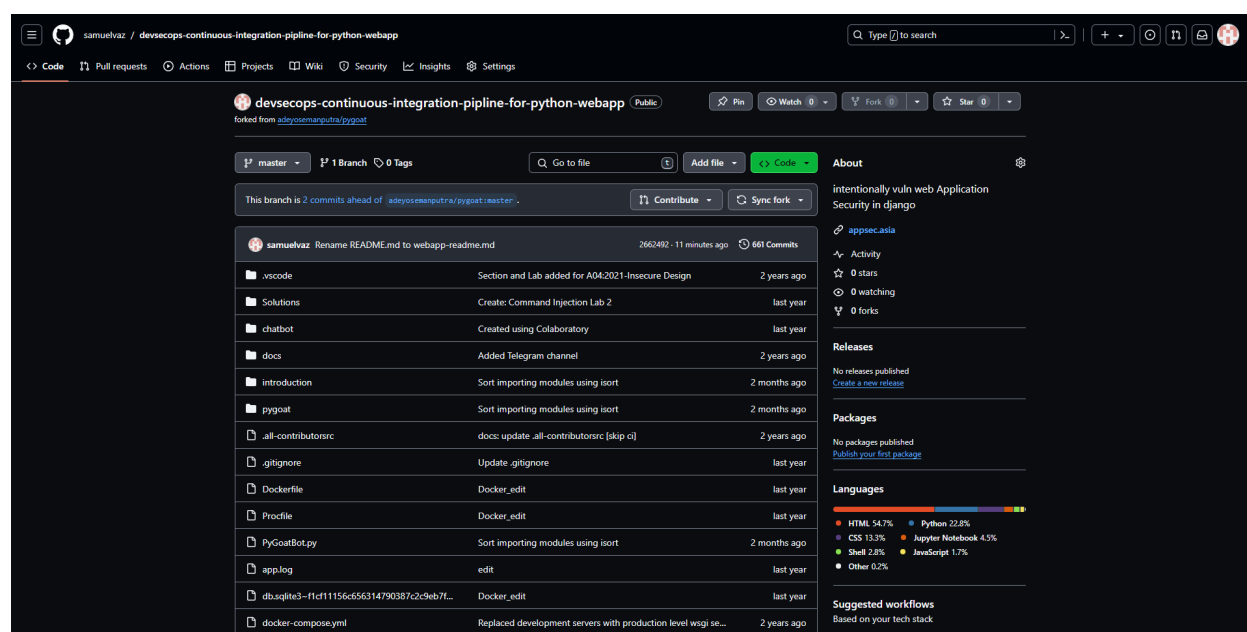 samuelvaz / devsecops-continuous-integration-pipline-for-python-webapp
Type / to search
Code Pull requests Actions Projects Wiki Security Insights Settings
devsecops-continuous-integration-pipline-for-python-webapp Public
Pin Watch 0 Fork 0 Star 0
forked from adeyosemanputra/pygoat
master 1 Branch 0 Tags Go to file t Add file Code
This branch is 2 commits ahead of adeyosemanputra/pygoat:master .
Contribute Sync fork
samuelvaz Rename README.md to webapp-readme.md 2662492 · 11 minutes ago 661 Commits
.vscode Section and Lab added for A04:2021-Insecure Design 2 years ago
Solutions Create: Command Injection Lab 2 last year
chatbot Created using Colaboratory last year
docs Added Telegram channel 2 years ago
introduction Sort importing modules using isort 2 months ago
pygoat Sort importing modules using isort 2 months ago
.all-contributorsrc docs: update .all-contributorsrc [skip ci] 2 years ago
.gitignore Update .gitignore last year
Dockerfile Docker_edit last year
Procfile Docker_edit last year
PyGoatBot.py Sort importing modules using isort 2 months ago
app.log edit last year
db.sqlite3~f1cf11156c656314790387c2c9eb7f... Docker_edit last year
docker-compose.yml Replaced development servers with production level wsgi se... 2 years ago
About
intentionally vuln web Application
Security in django
appsec.asia
Activity
0 stars
0 watching
0 forks
Releases
No releases published
Create a new release
Packages
No packages published
Publish your first package
Languages
HTML 54.7% Python 22.8%
CSS 13.3% Jupyter Notebook 4.5%
Shell 2.8% JavaScript 1.7%
Other 0.2%
Suggested workflows
Based on your tech stack